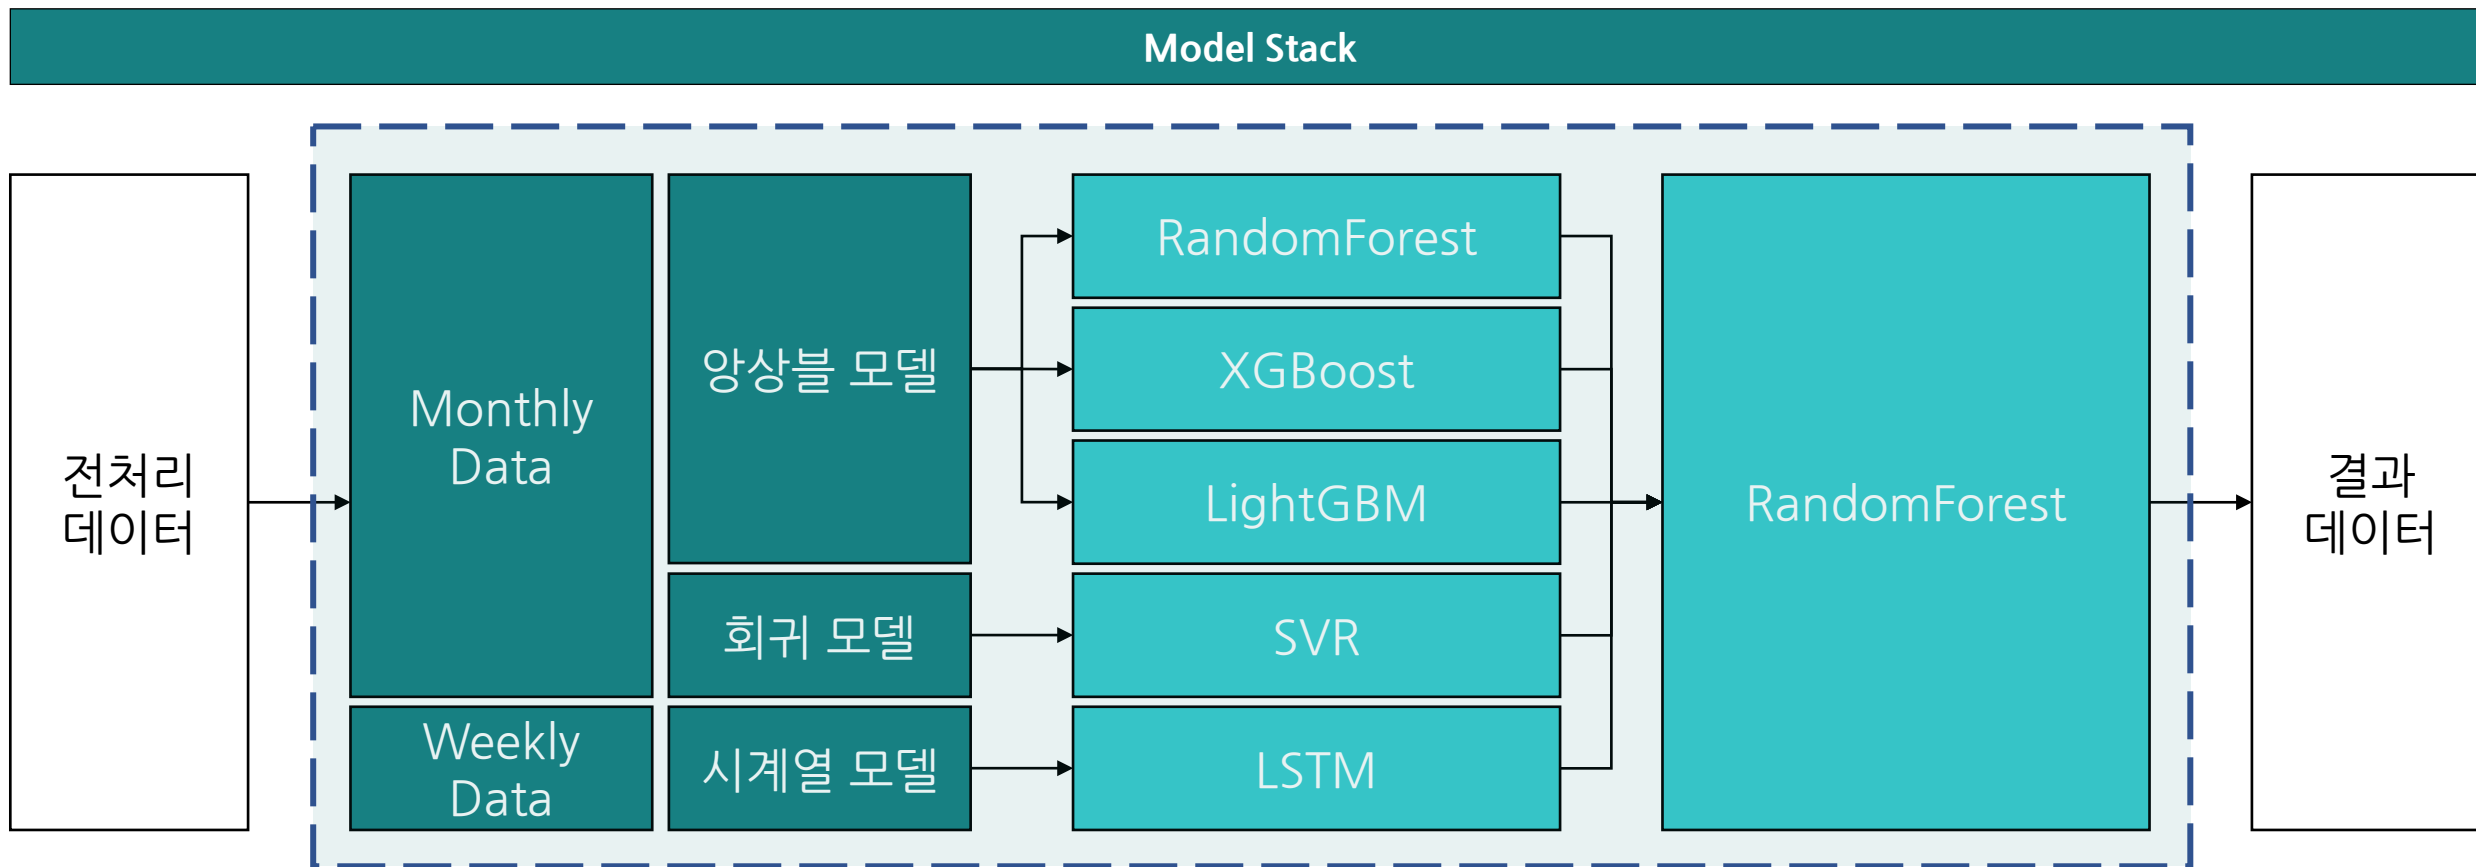 Model Stack
전처리
데이터
Monthly
Data
Weekly
Data
앙상블 모델
회귀 모델
시계열 모델
RandomForest
XGBoost
LightGBM
SVR
LSTM
RandomForest
결과
데이터